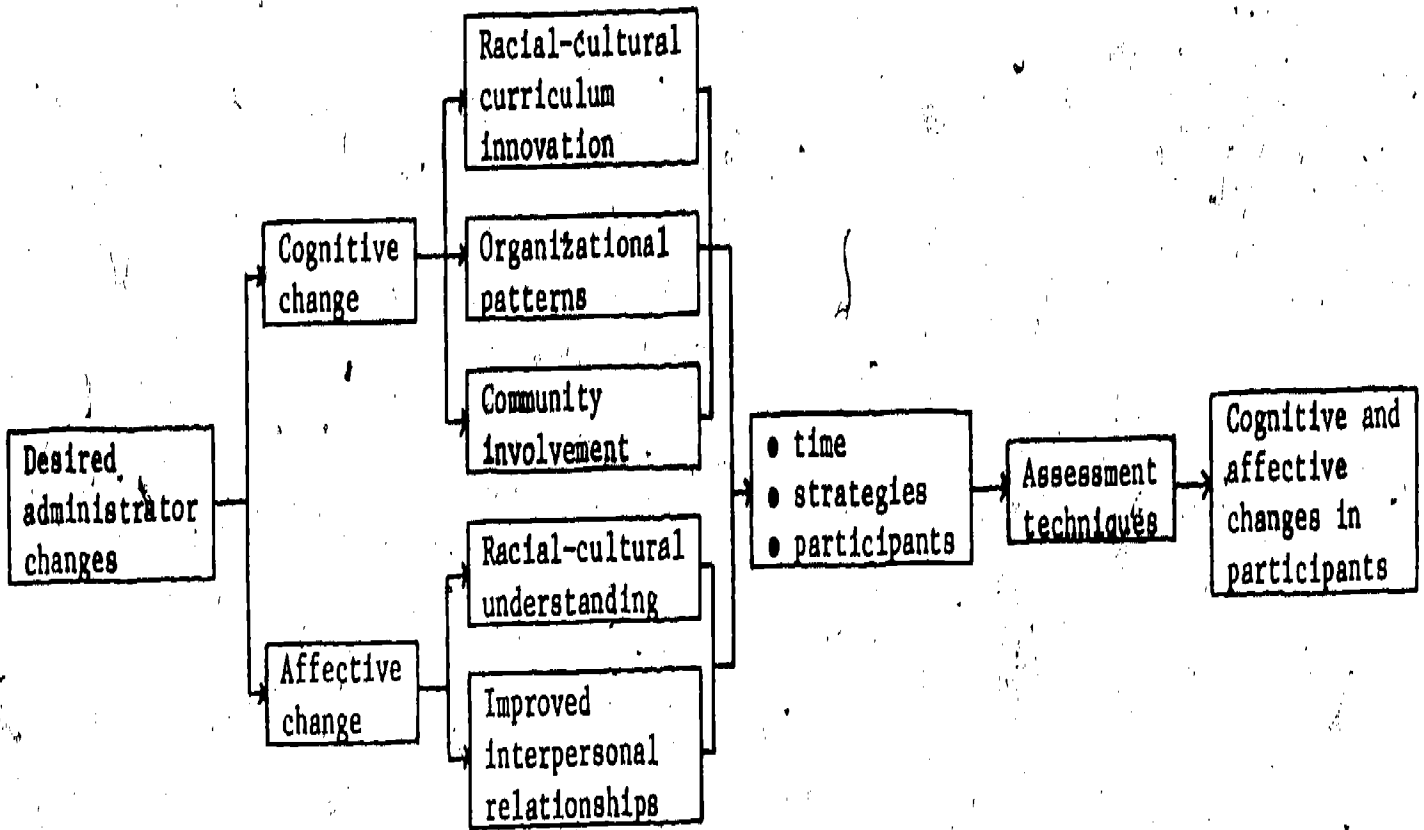 Desired
administrator
changes
Cognitive
change
Affective
change
Racial-cultural
curriculum
innovation
Organizational
patterns
Community
involvement
Racial-cultural
understanding
Improved
interpersonal
relationships
• time
• strategies
• participants
Assessment
techniques
Cognitive and
affective
changes in
participants